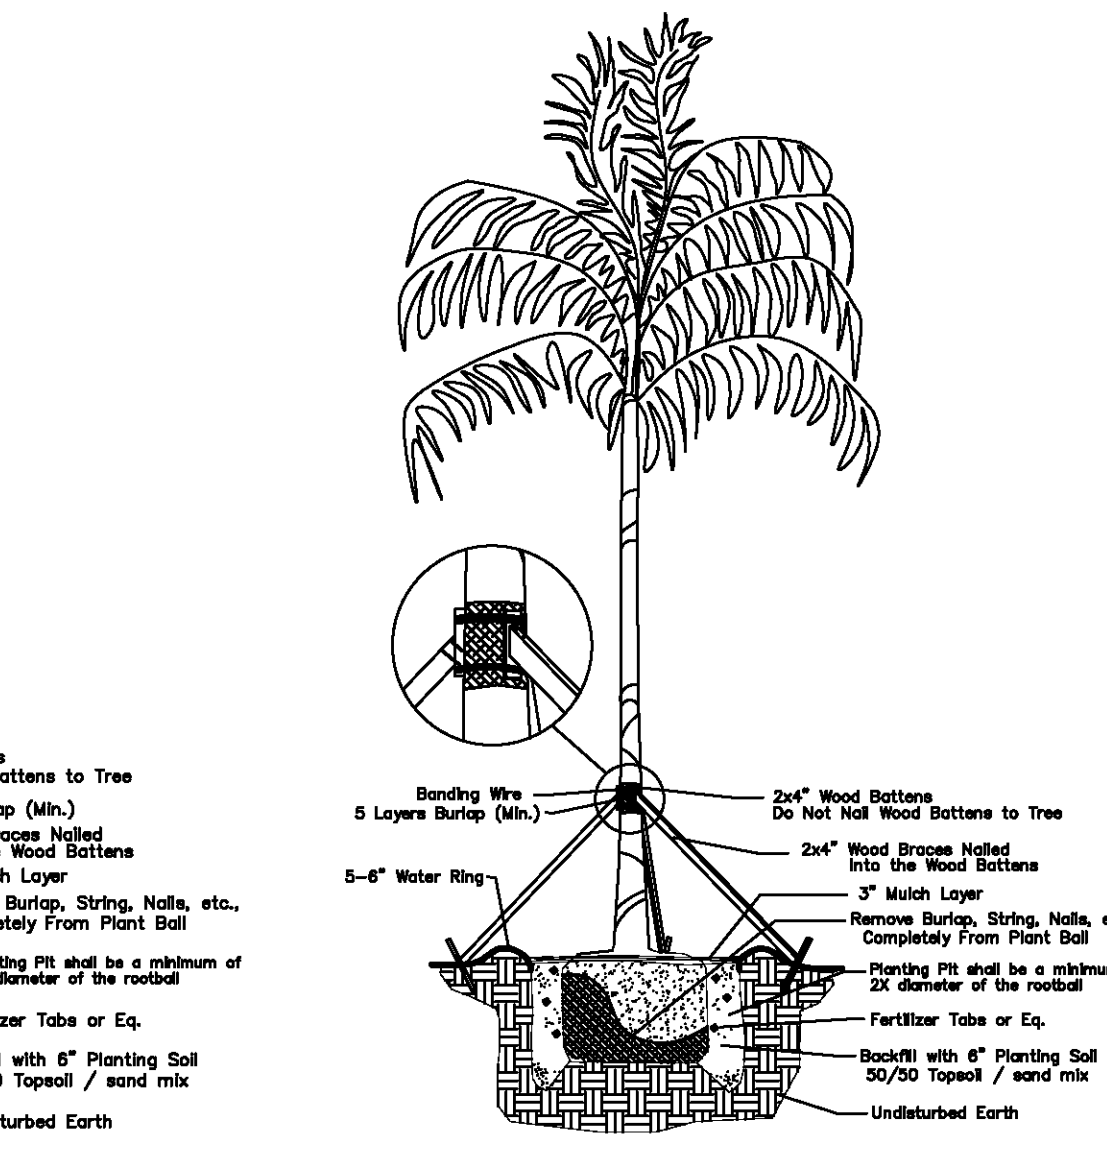 attens to Tree
ap (Min.)
aces Nailed
Wood Battens
h Layer
Burlap, String, Nails, etc.,
etely From Plant Ball
ting Pit shall be a minimum of
diameter of the rootball
zer Tabs or Eq.
l with 6" Planting Soil
0 Topsoil / sand mix
turbed Earth
Banding Wire
5 Layers Burlap (Min.)
5-6" Water Ring
2x4" Wood Battens
Do Not Nail Wood Battens to Tree
2x4" Wood Braces Nailed
Into the Wood Battens
3" Mulch Layer
Remove Burlap, String, Nails, e
Completely From Plant Ball
Planting Pit shall be a minimum
2X diameter of the rootball
Fertilizer Tabs or Eq.
Backfill with 6" Planting Soil
50/50 Topsoil / sand mix
Undisturbed Earth